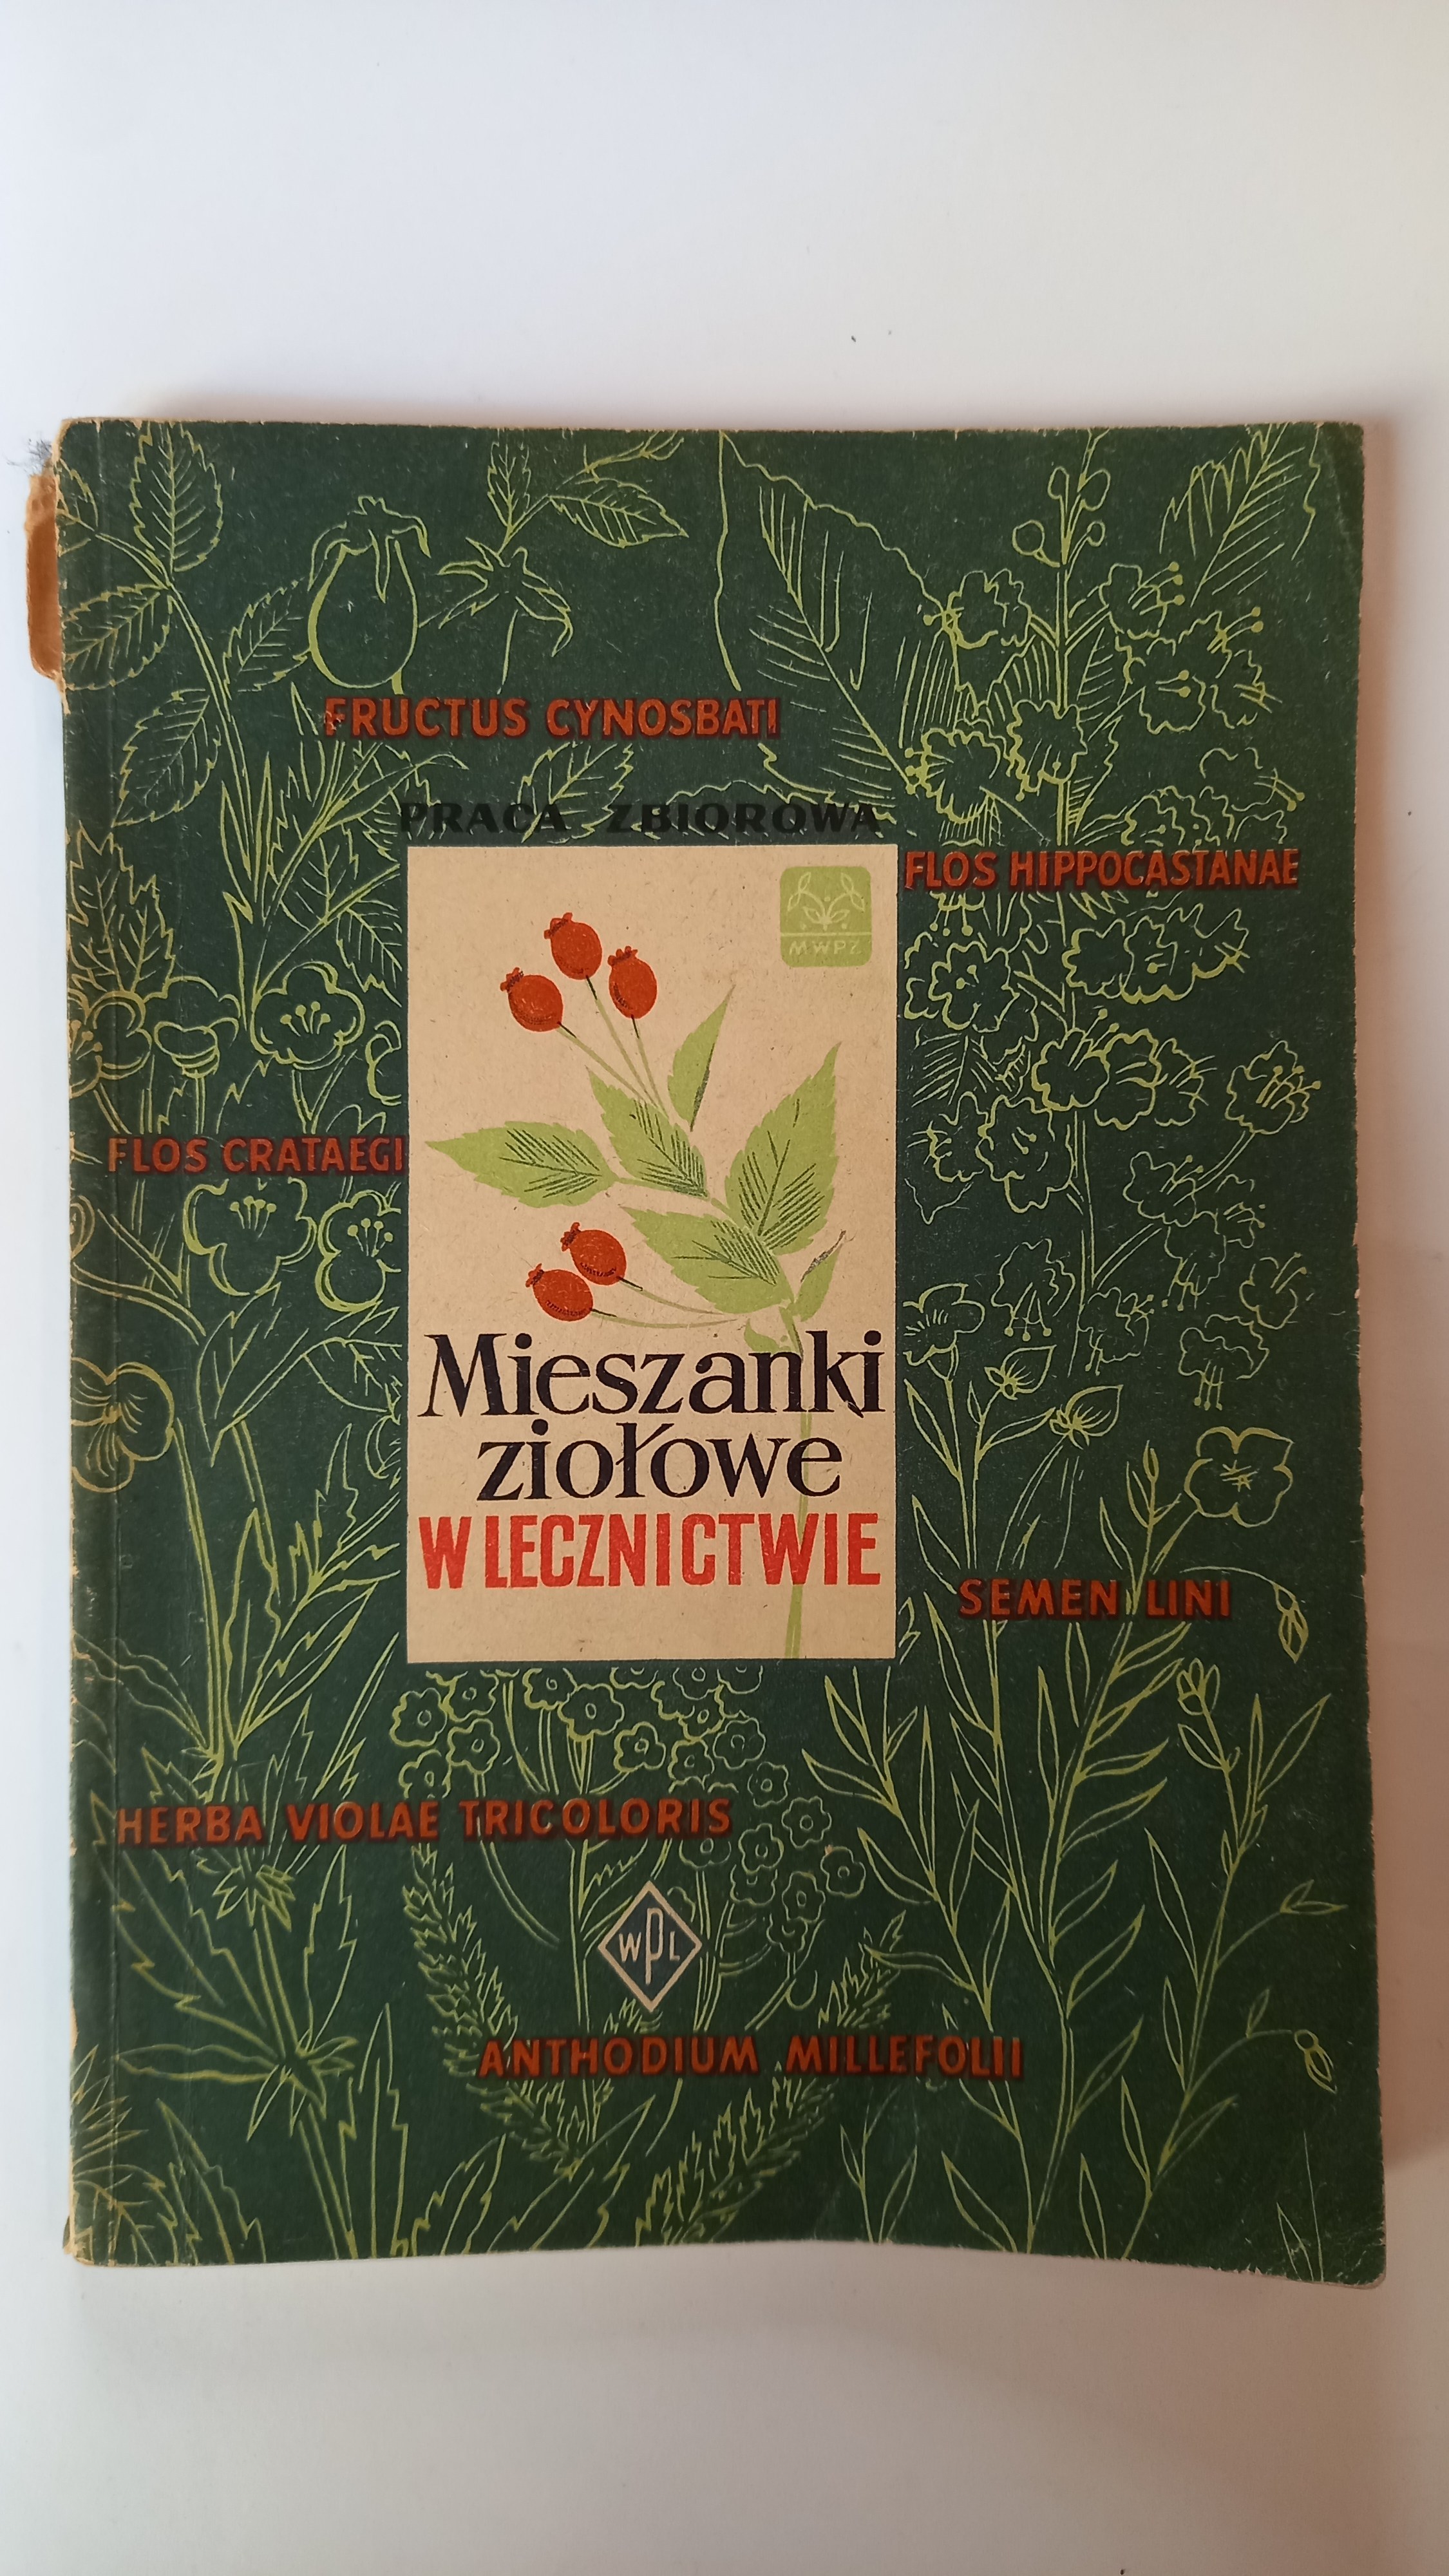 FRUCTUS CYNOSBATI
PRACA ZBIOROWA
FLOS HIPPOCASTANAE
MWPZ
FLOS CRATAEGI
Mieszanki
ziołowe
W LECZNICTWIE
SEMEN LINI
HERBA VIOLAE TRICOLORIS
WPL
ANTHODIUM MILLEFOLII